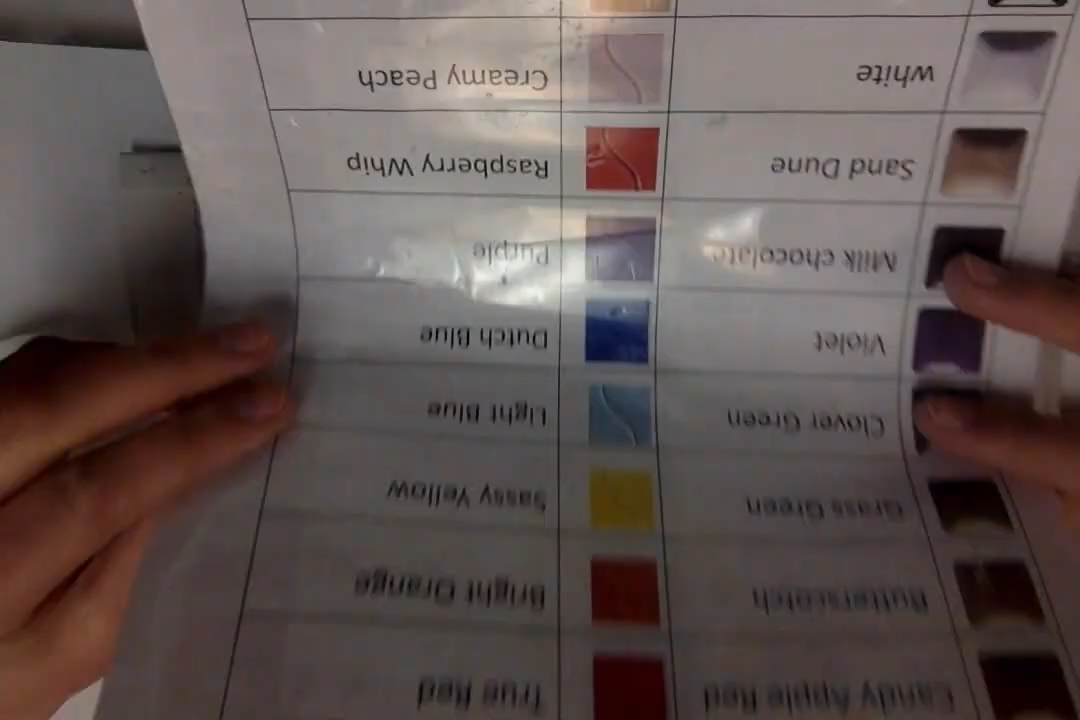 Candy Apple Red True Red
Butterscotch Bright Orange
Grass Green Sassy Yellow
Clover Green Light Blue
Violet Dutch Blue
Milk chocolate Purple
Sand Dune Raspberry Whip
white Creamy Peach